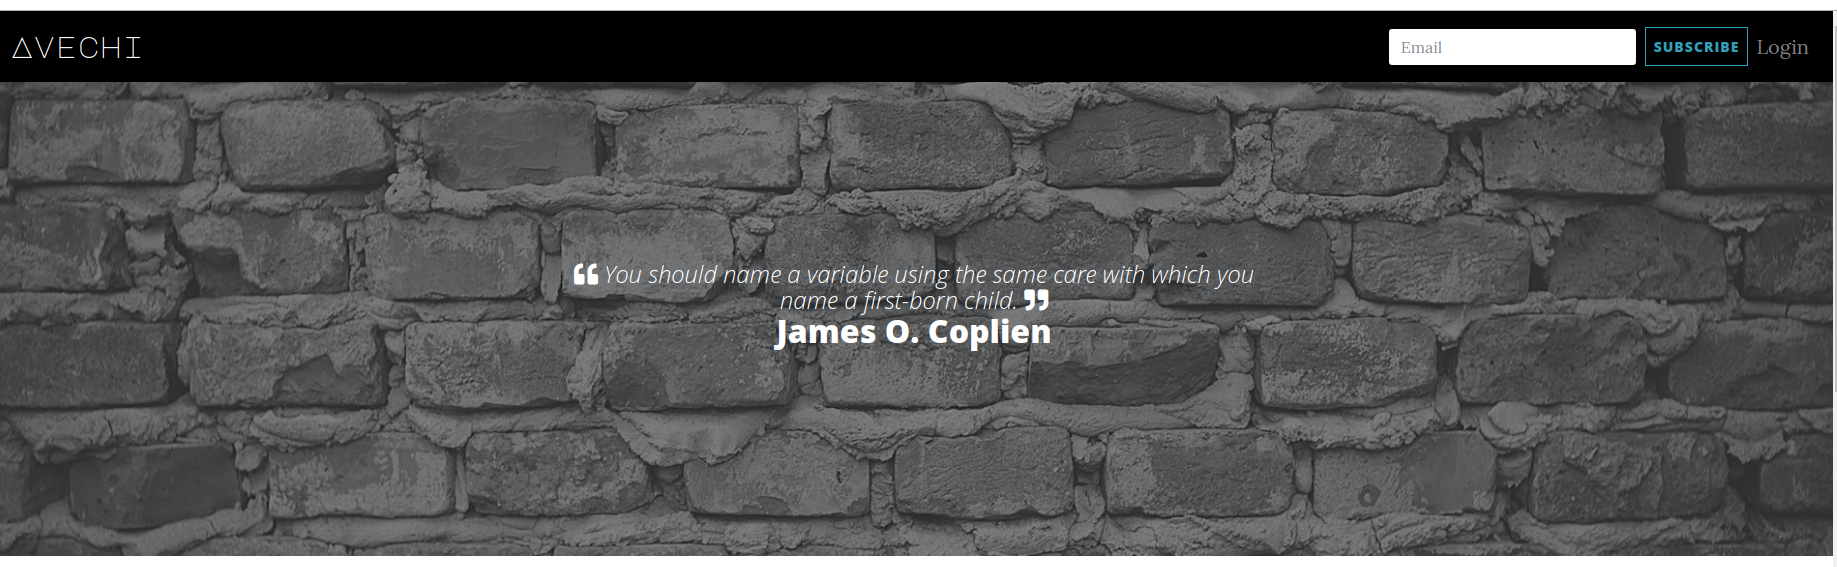 AVECHI
Email
SUBSCRIBE
Login
“ You should name a variable using the same care with which you
name a first-born child. ”
James O. Coplien